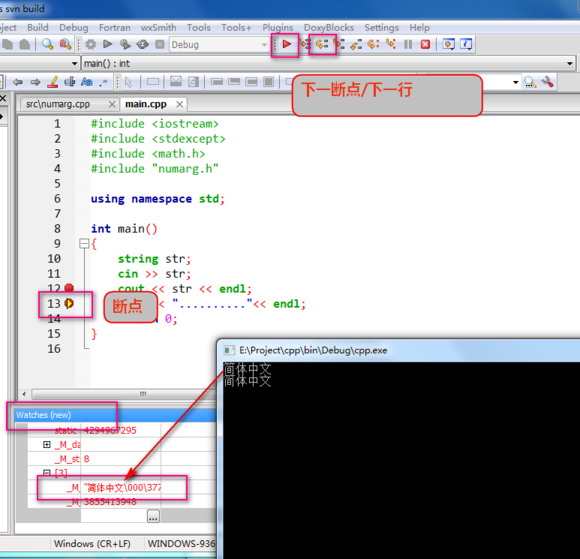 s svn build
oject Build Debug Fortran wxSmith Tools Tools+ Plugins DoxyBlocks Settings Help
Debug
main() : int
下一断点/下一行
src\numarg.cpp main.cpp
1 #include <iostream>
2 #include <stdexcept>
3 #include <math.h>
4 #include "numarg.h"
5
6 using namespace std;
7
8 int main()
9 {
10 string str;
11 cin >> str;
12 cout << str << endl;
13 < ".........."<< endl;
断点
14 0;
15 }
16
E:\Project\cpp\bin\Debug\cpp.exe
简体中文
简体中文
Watches (new)
static 4294967295
_M_da
_M_st 8
[3]
_M_ "简体中文\000\377
_M_ 3855413948
...
Windows (CR+LF) WINDOWS-936